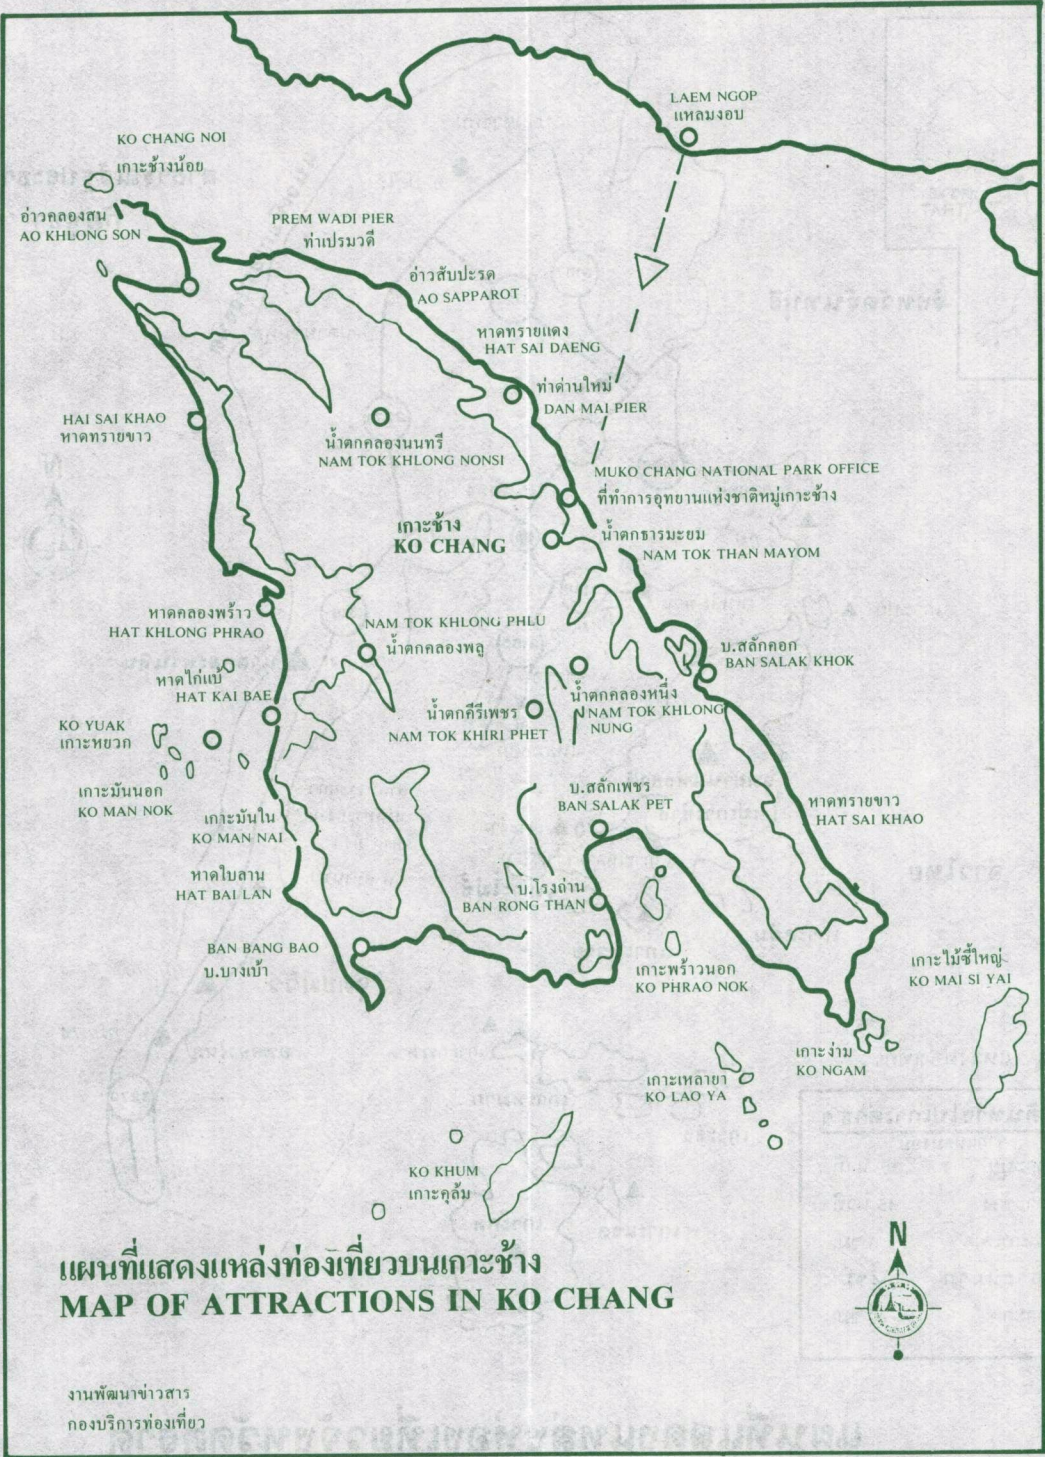 LAEM NGOP
แหลมงอบ
KO CHANG NOI
เกาะช้างน้อย
อ่าวคลองสน
AO KHLONG SON
PREM WADI PIER
ท่าเปรมวดี
อ่าวสับปะรด
AO SAPPAROT
หาดทรายแดง
HAT SAI DAENG
ท่าด่านใหม่
DAN MAI PIER
HAI SAI KHAO
หาดทรายขาว
น้ำตกคลองนนทรี
NAM TOK KHLONG NONSI
MUKO CHANG NATIONAL PARK OFFICE
ที่ทำการอุทยานแห่งชาติหมู่เกาะช้าง
เกาะช้าง
KO CHANG
น้ำตกธารมะยม
NAM TOK THAN MAYOM
หาดคลองพร้าว
HAT KHLONG PHRAO
NAM TOK KHLONG PHLU
น้ำตกคลองพลู
บ.สลักคอก
BAN SALAK KHOK
หาดไก่แบ้
HAT KAI BAE
น้ำตกคลองหนึ่ง
NAM TOK KHLONG
NUNG
น้ำตกคีรีเพชร
NAM TOK KHIRI PHET
KO YUAK
เกาะหยวก
เกาะมันนอก
KO MAN NOK
บ.สลักเพชร
BAN SALAK PET
หาดทรายขาว
HAT SAI KHAO
เกาะมันใน
KO MAN NAI
หาดใบลาน
HAT BAI LAN
บ.โรงถ่าน
BAN RONG THAN
BAN BANG BAO
บ.บางเบ้า
เกาะพร้าวนอก
KO PHRAO NOK
เกาะไม้ซี้ใหญ่
KO MAI SI YAI
เกาะง่าม
KO NGAM
เกาะเหลายา
KO LAO YA
KO KHUM
เกาะคุล้ม
แผนที่แสดงแหล่งท่องเที่ยวบนเกาะช้าง
MAP OF ATTRACTIONS IN KO CHANG
N
งานพัฒนาข่าวสาร
กองบริการท่องเที่ยว